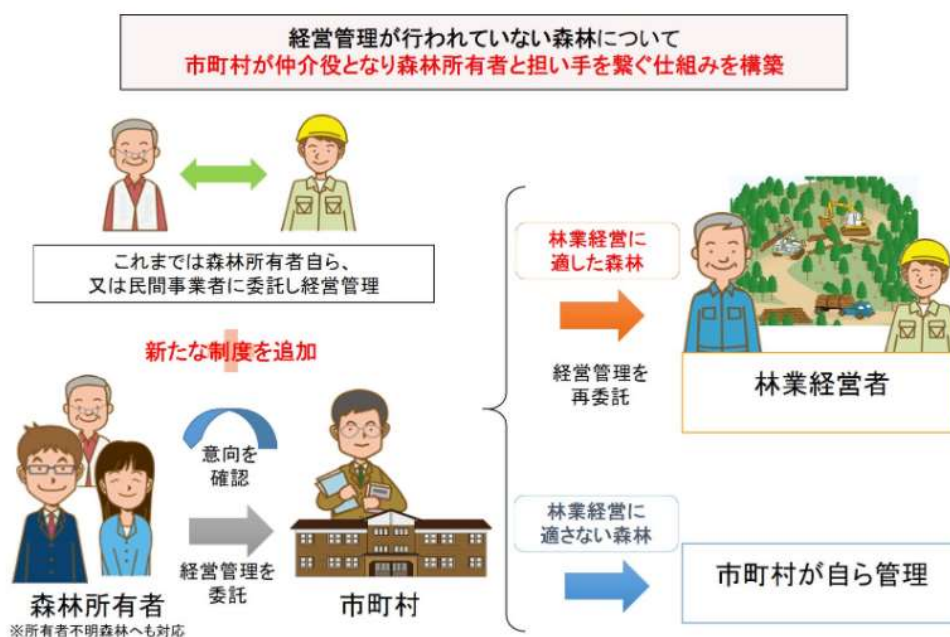 経営管理が行われていない森林について
市町村が仲介役となり森林所有者と担い手を繋ぐ仕組みを構築
これまでは森林所有者自ら、
又は民間事業者に委託し経営管理
新たな制度を追加
意向を
確認
経営管理を
委託
森林所有者
※所有者不明森林へも対応
市町村
林業経営に
適した森林
経営管理を
再委託
林業経営者
林業経営に
適さない森林
市町村が自ら管理